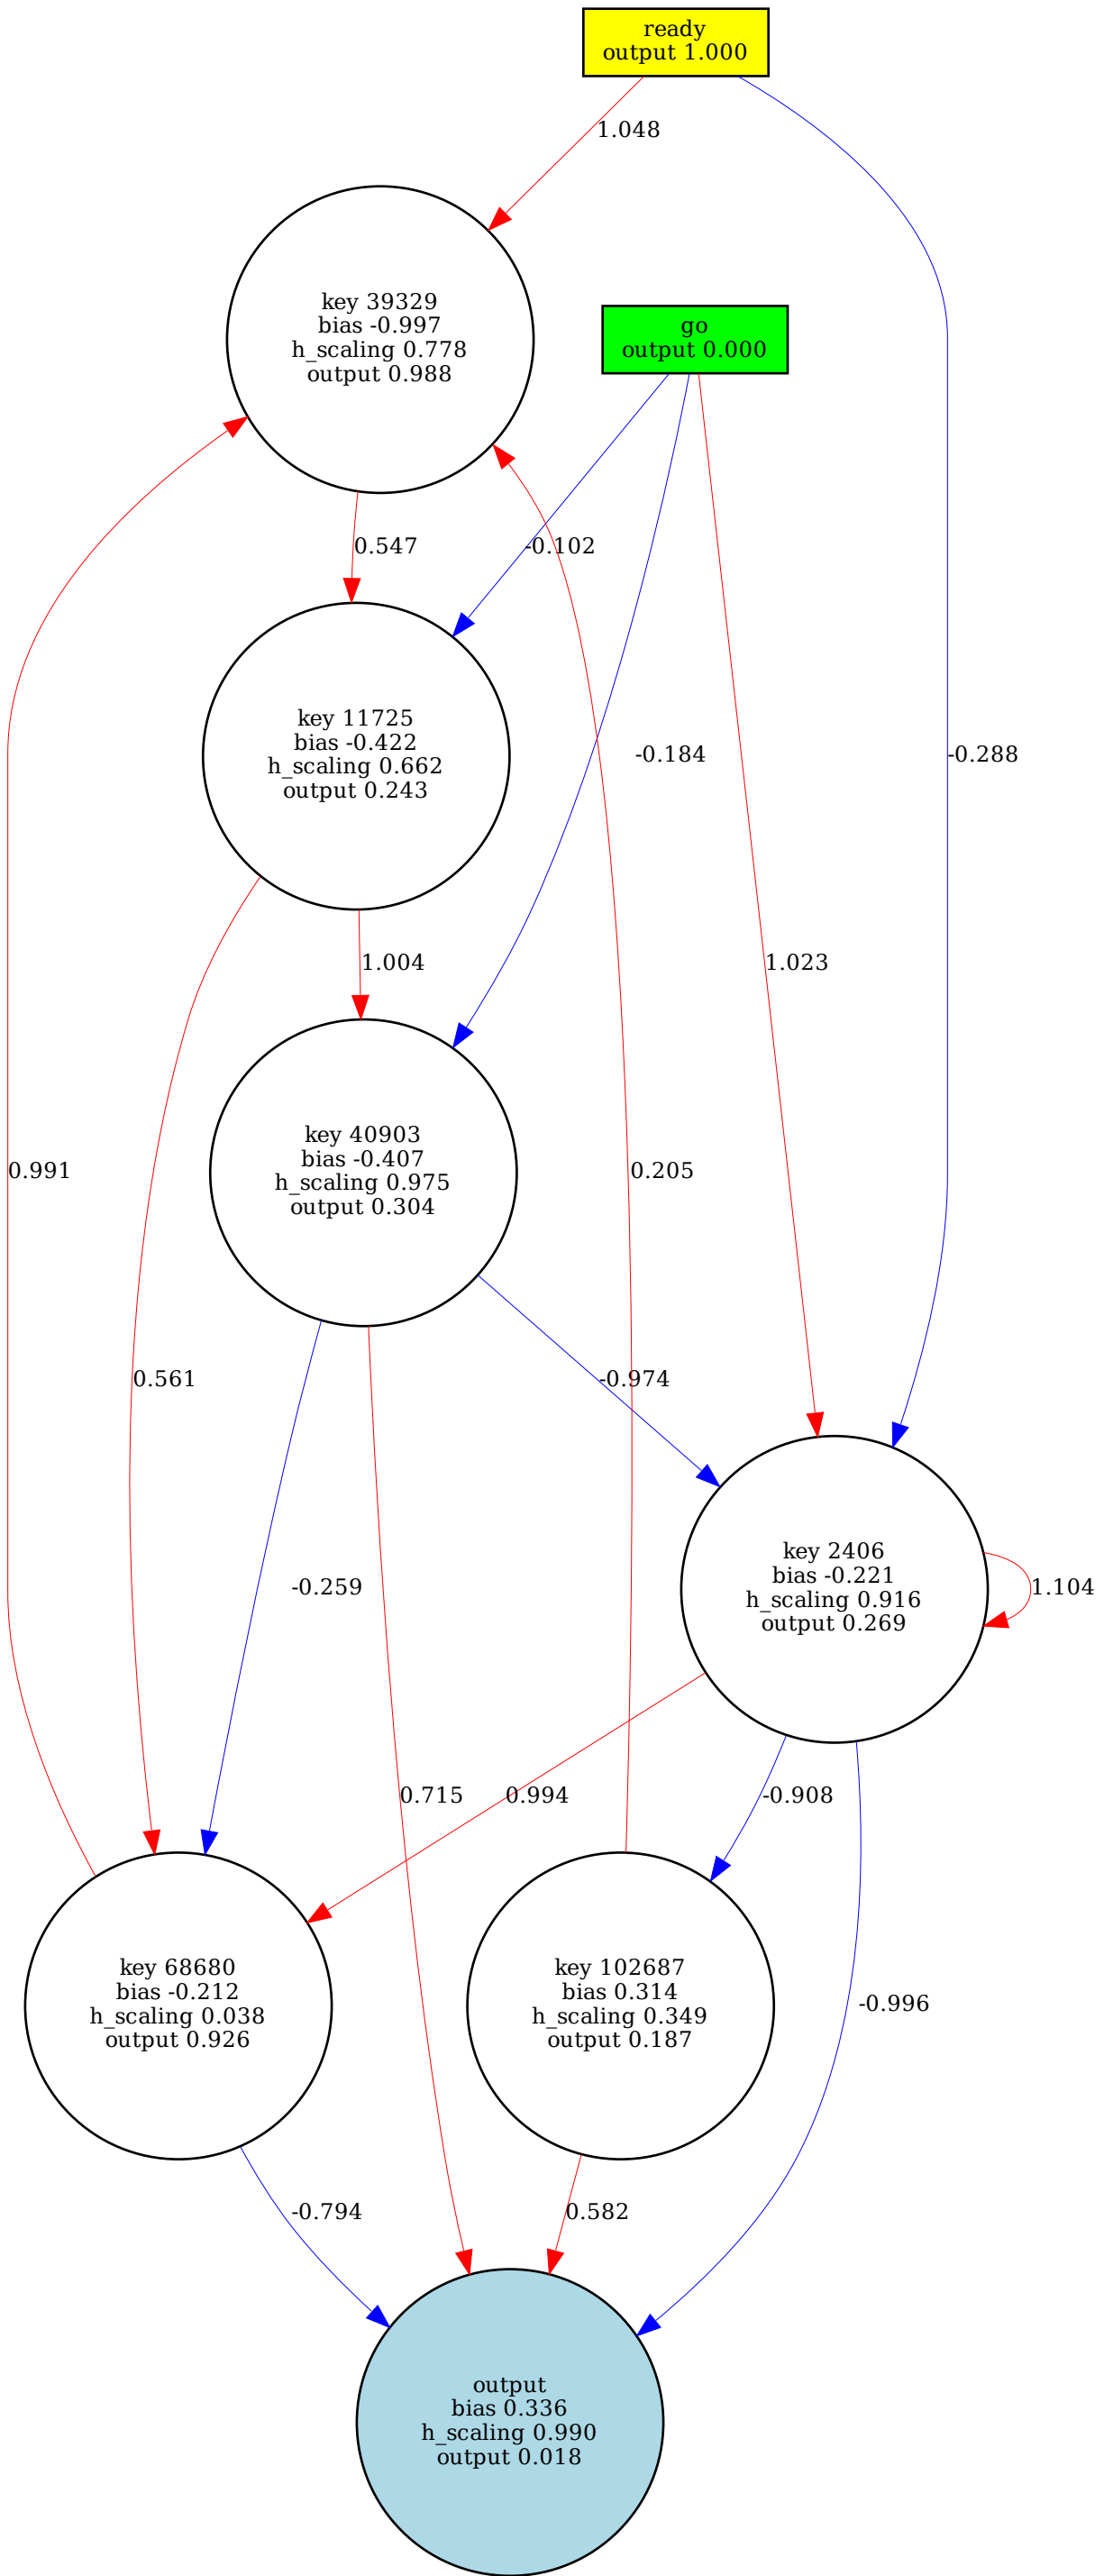 ready
output 1.000
1.048
key 39329
bias -0.997
h_scaling 0.778
output 0.988
go
output 0.000
0.547
-0.102
key 11725
bias -0.422
h_scaling 0.662
output 0.243
-0.184
-0.288
1.004
1.023
key 40903
bias -0.407
h_scaling 0.975
output 0.304
0.991
0.205
0.561
-0.974
key 2406
bias -0.221
h_scaling 0.916
output 0.269
-0.259
1.104
0.715
0.994
-0.908
key 68680
bias -0.212
h_scaling 0.038
output 0.926
key 102687
bias 0.314
h_scaling 0.349
output 0.187
-0.996
-0.794
0.582
output
bias 0.336
h_scaling 0.990
output 0.018